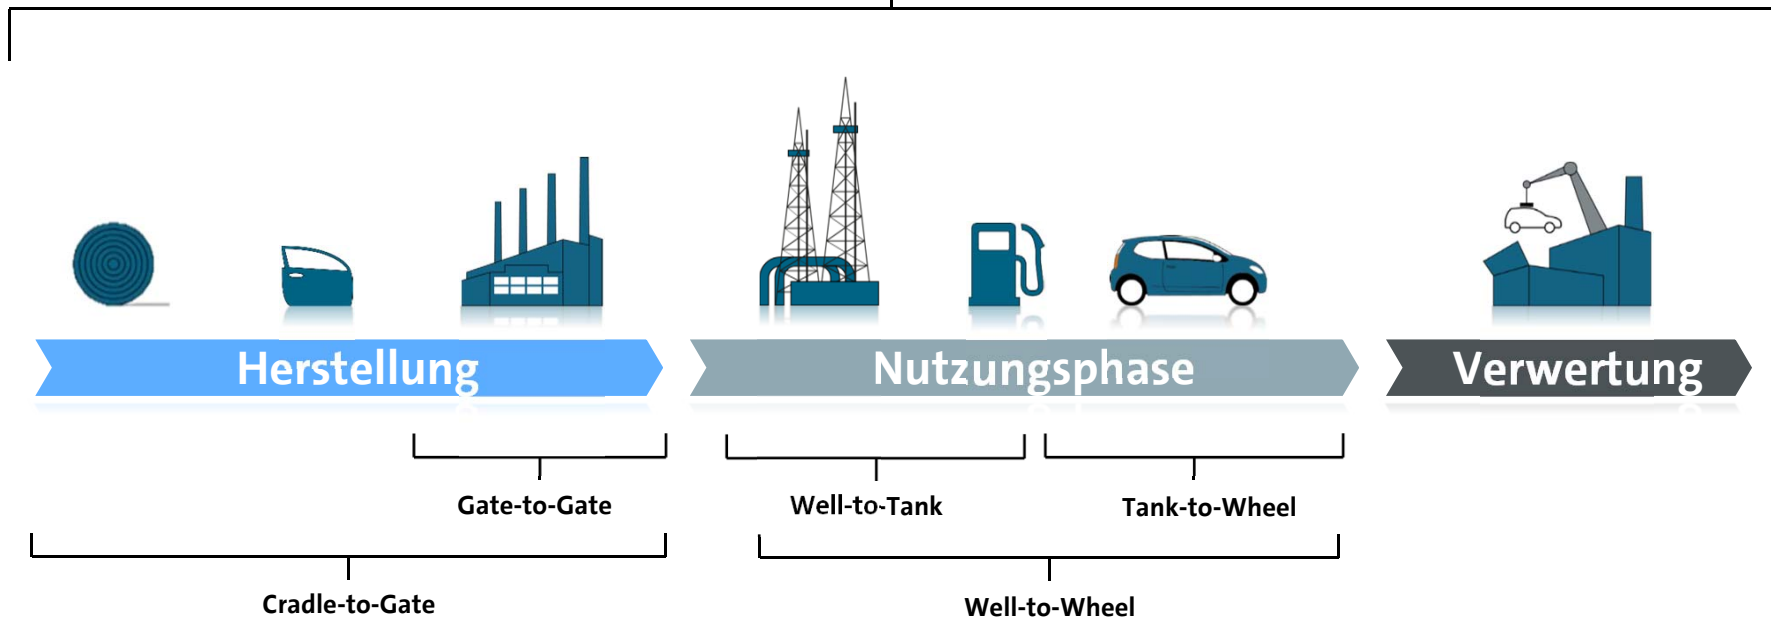 Herstellung
Nutzungsphase
Verwertung
Gate-to-Gate
Well-to-Tank
Tank-to-Wheel
Cradle-to-Gate
Well-to-Wheel